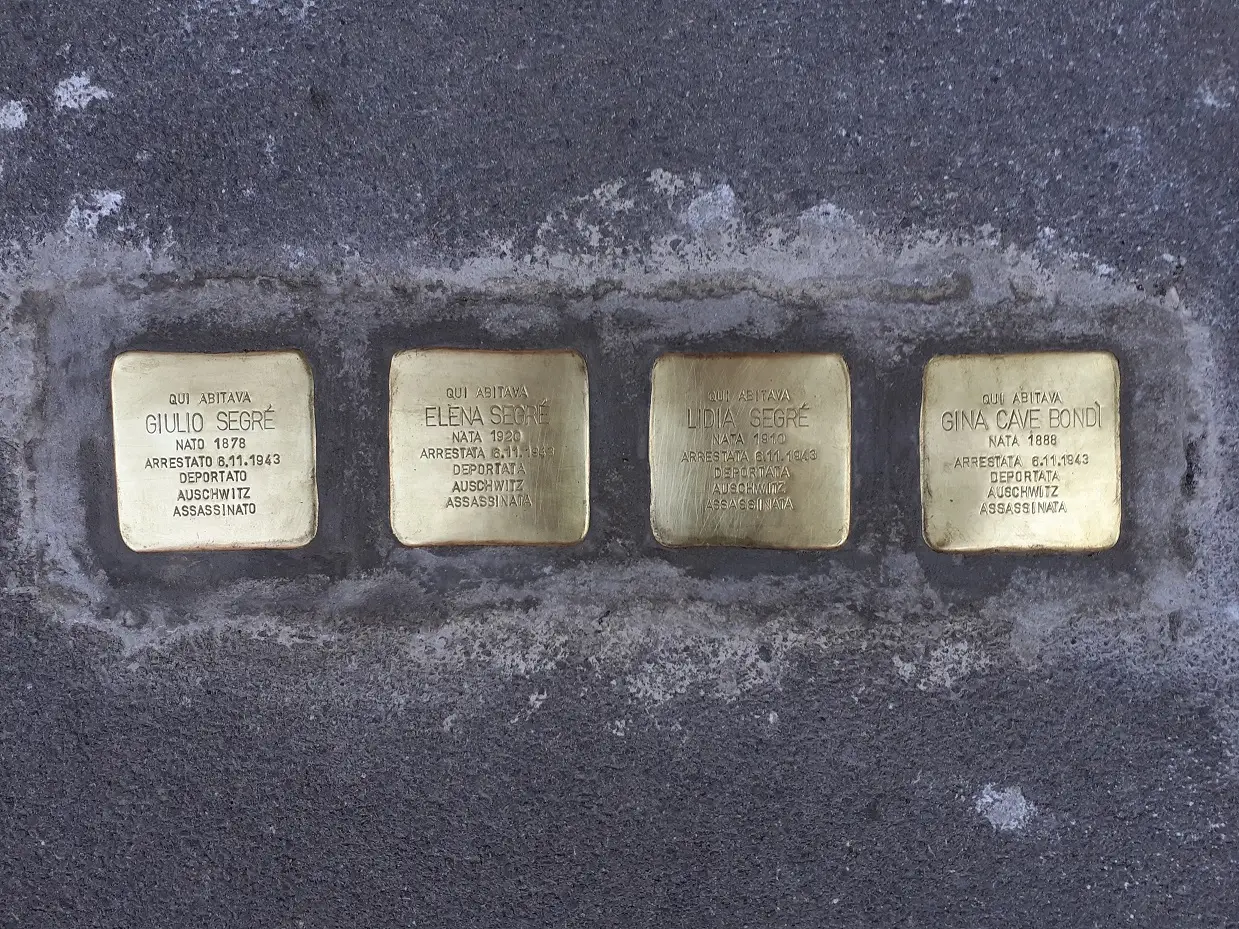 QUI ABITAVA
GIULIO SEGRÉ
NATO 1878
ARRESTATO 6.11.1943
DEPORTATO
AUSCHWITZ
ASSASSINATO
QUI ABITAVA
ELENA SEGRÉ
NATA 1920
ARRESTATA 6.11.1943
DEPORTATA
AUSCHWITZ
ASSASSINATA
QUI ABITAVA
LIDIA SEGRÉ
NATA 1910
ARRESTATA 6.11.1943
DEPORTATA
AUSCHWITZ
ASSASSINATA
QUI ABITAVA
GINA CAVE BONDÌ
NATA 1888
ARRESTATA 6.11.1943
DEPORTATA
AUSCHWITZ
ASSASSINATA